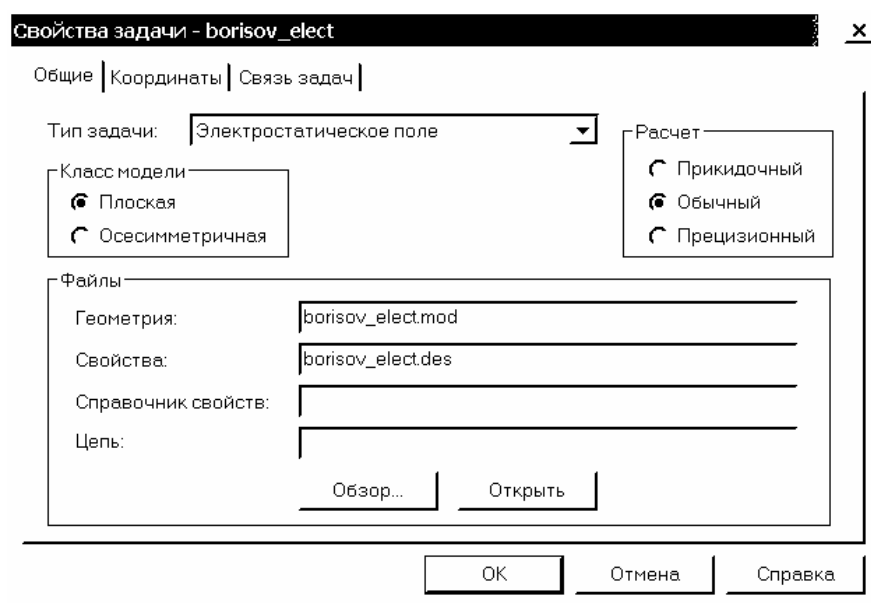 Свойства задачи - borisov_elect
Общие Координаты Связь задач
Тип задачи: Электростатическое поле
Расчет
Прикидочный
Обычный
Прецизионный
Класс модели
Плоская
Осесимметричная
Файлы
Геометрия: borisov_elect.mod
Свойства: borisov_elect.des
Справочник свойств:
Цепь:
Обзор... Открыть
OK Отмена Справка